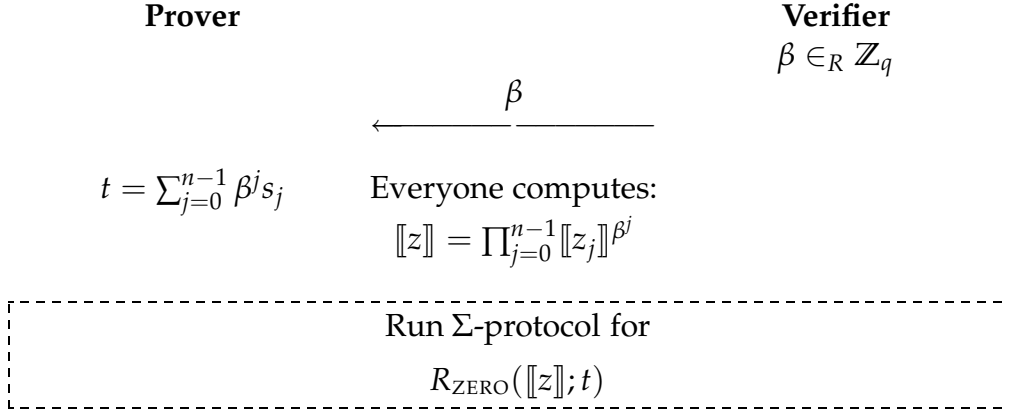 Prover Verifier
β ∈_R ℤ_q
β
t = ∑_{j=0}^{n−1} β^j s_j Everyone computes:
⟦z⟧ = ∏_{j=0}^{n−1} ⟦z_j⟧^{β^j}
Run Σ-protocol for
R_ZERO(⟦z⟧; t)